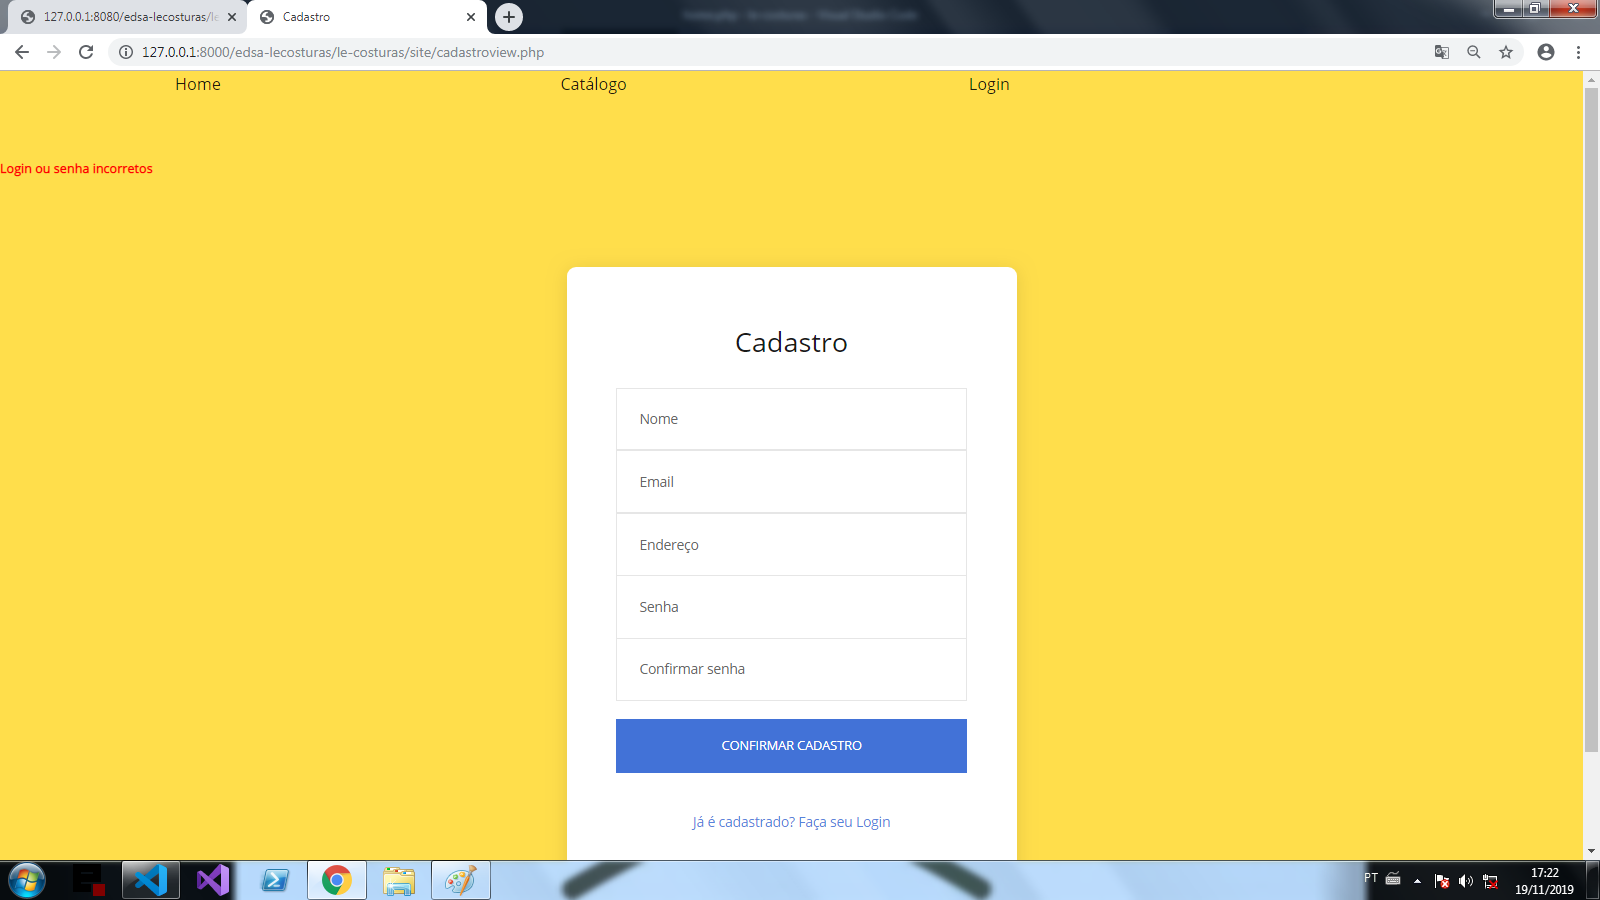 127.0.0.1:8080/edsa-lecosturas/le
Cadastro
127.0.0.1:8000/edsa-lecosturas/le-costuras/site/cadastroview.php
Home
Catálogo
Login
Login ou senha incorretos
Cadastro
Nome
Email
Endereço
Senha
Confirmar senha
CONFIRMAR CADASTRO
Já é cadastrado? Faça seu Login
PT
17:22
19/11/2019